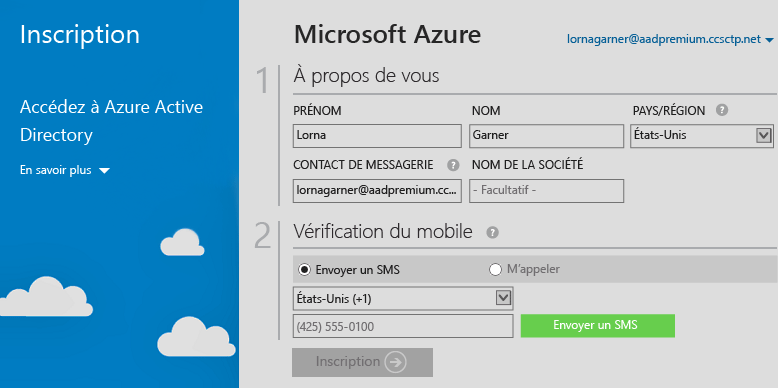 Inscription
Accédez à Azure Active
Directory
En savoir plus
Microsoft Azure
lornagarner@aadpremium.ccsctp.net
1
À propos de vous
PRÉNOM
NOM
PAYS/RÉGION ?
Lorna
Garner
États-Unis
CONTACT DE MESSAGERIE ?
NOM DE LA SOCIÉTÉ
lornagarner@aadpremium.cc...
- Facultatif -
2
Vérification du mobile ?
Envoyer un SMS
M'appeler
États-Unis (+1)
(425) 555-0100
Envoyer un SMS
Inscription